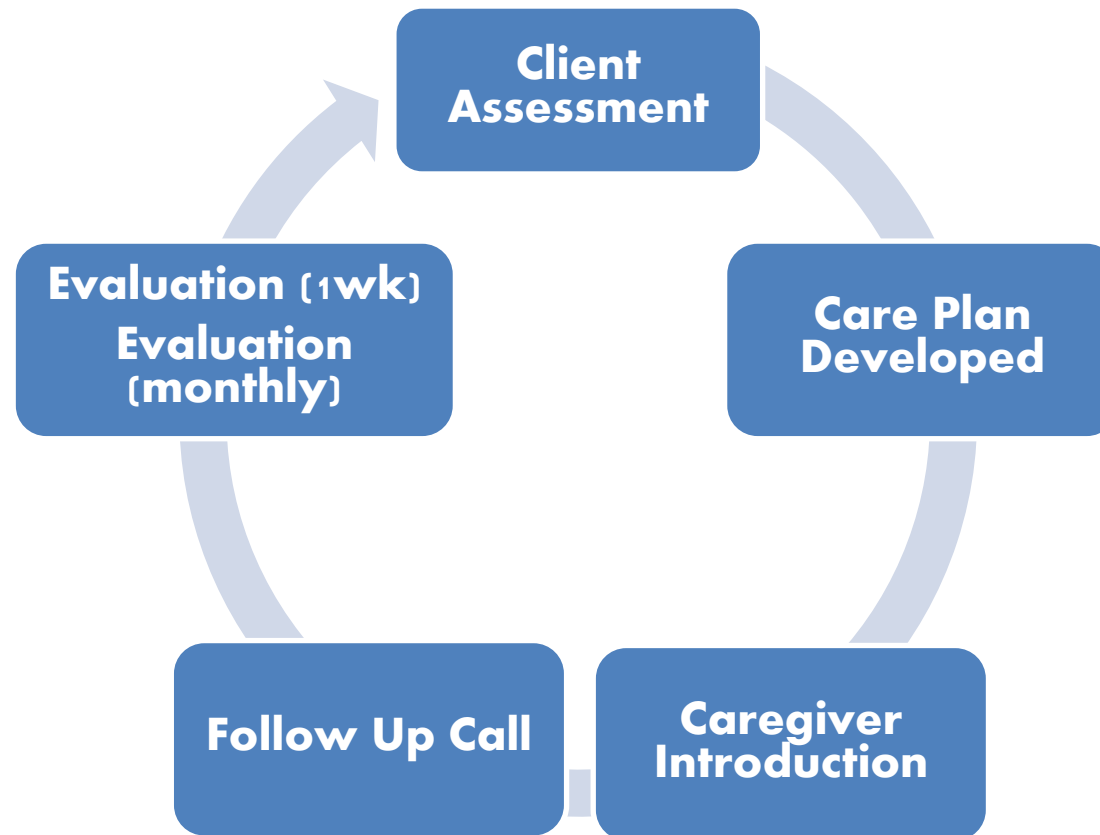 Client
Assessment
Care Plan
Developed
Caregiver
Introduction
Follow Up Call
Evaluation (1wk)
Evaluation
(monthly)